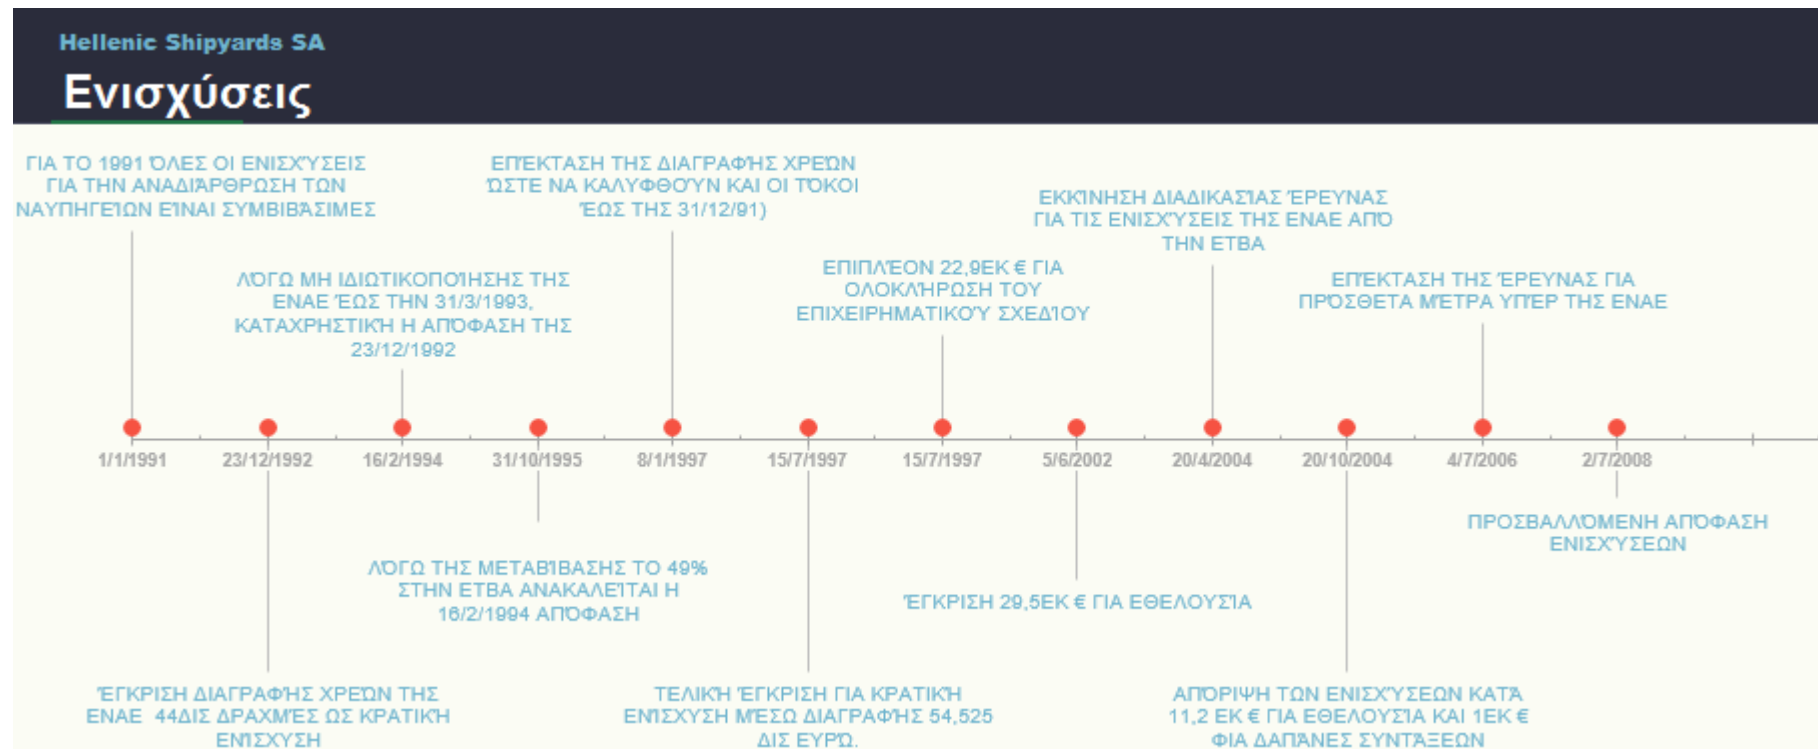 Hellenic Shipyards SA
Ενισχύσεις
ΓΙΑ ΤΟ 1991 ΌΛΕΣ ΟΙ ΕΝΙΣΧΎΣΕΙΣ
ΓΙΑ ΤΗΝ ΑΝΑΔΙΆΡΘΡΩΣΗ ΤΩΝ
ΝΑΥΠΗΓΕΊΩΝ ΕΊΝΑΙ ΣΥΜΒΙΒΆΣΙΜΕΣ
ΕΠΈΚΤΑΣΗ ΤΗΣ ΔΙΑΓΡΑΦΉΣ ΧΡΕΏΝ
ΏΣΤΕ ΝΑ ΚΑΛΥΦΘΟΎΝ ΚΑΙ ΟΙ ΤΌΚΟΙ
ΈΩΣ ΤΗΣ 31/12/91)
ΕΚΚΊΝΗΣΗ ΔΙΑΔΙΚΑΣΊΑΣ ΈΡΕΥΝΑΣ
ΓΙΑ ΤΙΣ ΕΝΙΣΧΎΣΕΙΣ ΤΗΣ ΕΝΑΕ ΑΠΌ
ΤΗΝ ΕΤΒΑ
ΛΌΓΩ ΜΗ ΙΔΙΩΤΙΚΟΠΟΊΗΣΗΣ ΤΗΣ
ΕΝΑΕ ΈΩΣ ΤΗΝ 31/3/1993,
ΚΑΤΑΧΡΗΣΤΙΚΉ Η ΑΠΌΦΑΣΗ ΤΗΣ
23/12/1992
ΕΠΙΠΛΈΟΝ 22,9ΕΚ € ΓΙΑ
ΟΛΟΚΛΉΡΩΣΗ ΤΟΥ
ΕΠΙΧΕΙΡΗΜΑΤΙΚΟΎ ΣΧΕΔΊΟΥ
ΕΠΈΚΤΑΣΗ ΤΗΣ ΈΡΕΥΝΑΣ ΓΙΑ
ΠΡΌΣΘΕΤΑ ΜΈΤΡΑ ΥΠΈΡ ΤΗΣ ΕΝΑΕ
1/1/1991 23/12/1992 16/2/1994 31/10/1995 8/1/1997 15/7/1997 15/7/1997 5/6/2002 20/4/2004 20/10/2004 4/7/2006 2/7/2008
ΠΡΟΣΒΑΛΛΌΜΕΝΗ ΑΠΌΦΑΣΗ
ΕΝΙΣΧΎΣΕΩΝ
ΛΌΓΩ ΤΗΣ ΜΕΤΑΒΊΒΑΣΗΣ ΤΟ 49%
ΣΤΗΝ ΕΤΒΑ ΑΝΑΚΑΛΕΊΤΑΙ Η
16/2/1994 ΑΠΌΦΑΣΗ
ΈΓΚΡΙΣΗ 29,5ΕΚ € ΓΙΑ ΕΘΕΛΟΥΣΊΑ
ΈΓΚΡΙΣΗ ΔΙΑΓΡΑΦΉΣ ΧΡΕΏΝ ΤΗΣ
ΕΝΑΕ 44ΔΙΣ ΔΡΑΧΜΈΣ ΩΣ ΚΡΑΤΙΚΉ
ΕΝΊΣΧΥΣΗ
ΤΕΛΙΚΉ ΈΓΚΡΙΣΗ ΓΙΑ ΚΡΑΤΙΚΉ
ΕΝΊΣΧΥΣΗ ΜΈΣΩ ΔΙΑΓΡΑΦΉΣ 54,525
ΔΙΣ ΕΥΡΏ.
ΑΠΌΡΙΨΗ ΤΩΝ ΕΝΙΣΧΎΣΕΩΝ ΚΑΤΆ
11,2 ΕΚ € ΓΙΑ ΕΘΕΛΟΥΣΊΑ ΚΑΙ 1ΕΚ €
ΦΙΑ ΔΑΠΆΝΕΣ ΣΥΝΤΆΞΕΩΝ